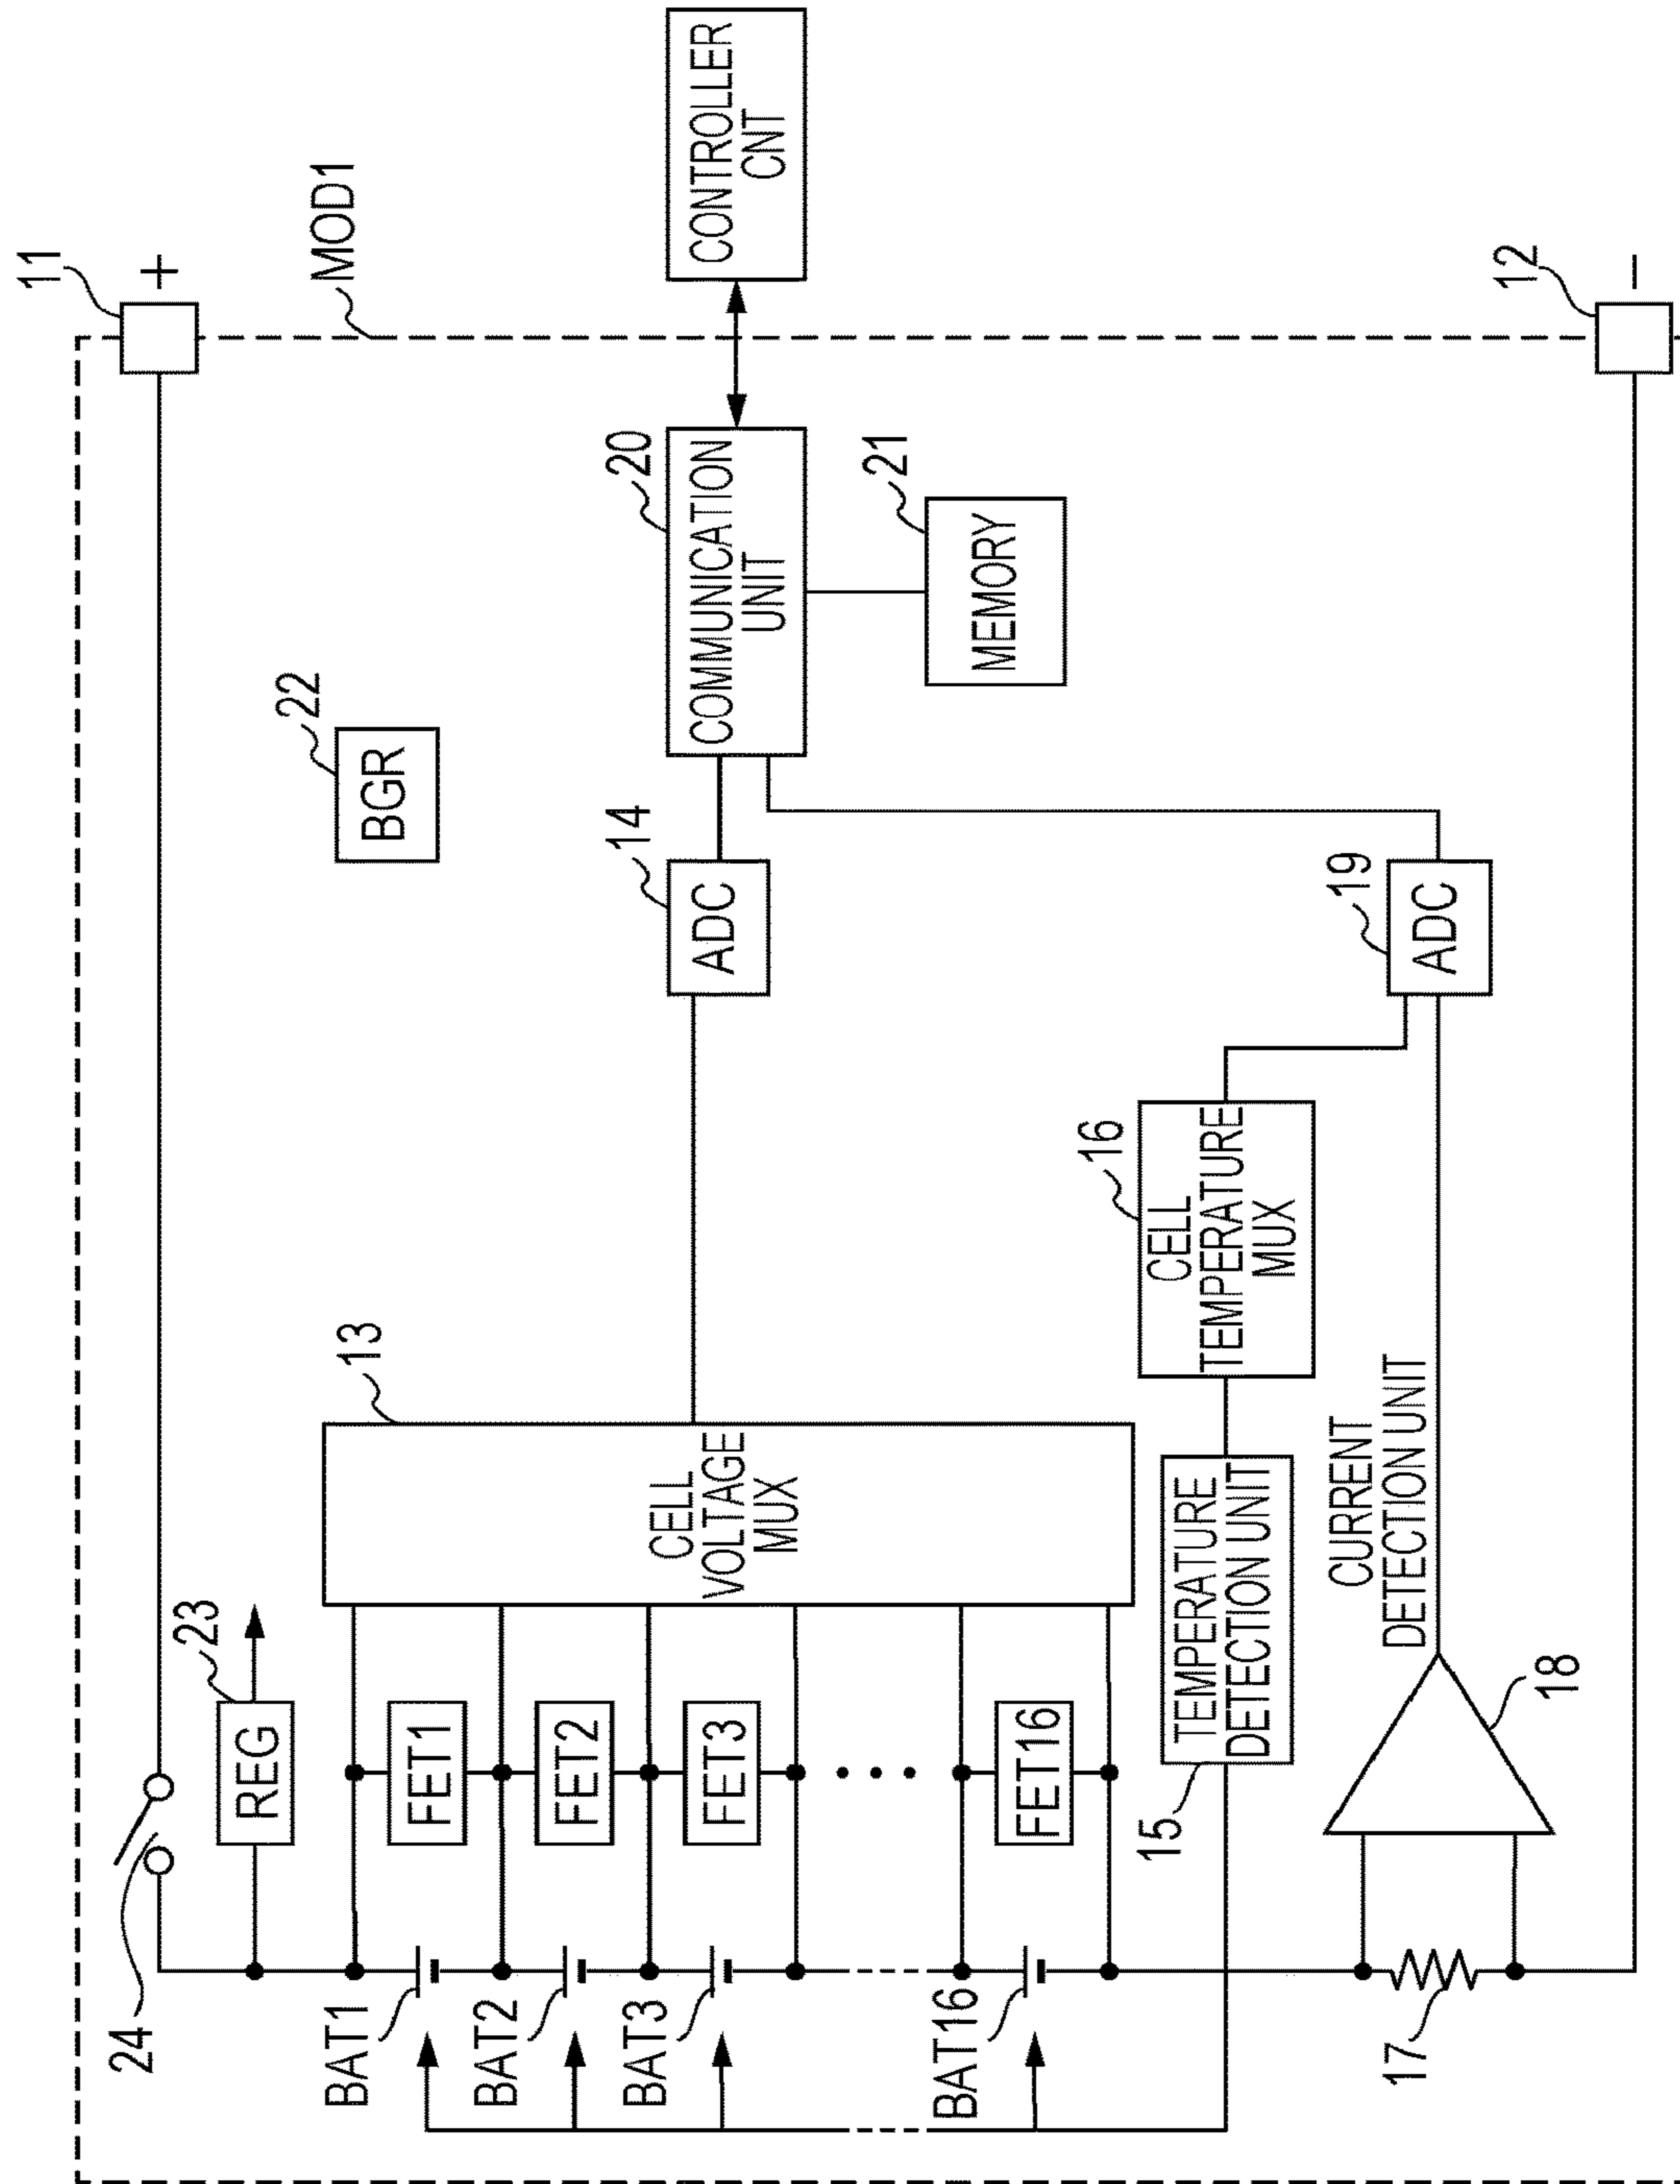 11
+
MOD1
CONTROLLER
CNT
12
−
20
COMMUNICATION
UNIT
21
MEMORY
22
BGR
14
ADC
19
ADC
16
CELL
TEMPERATURE
MUX
13
CELL
VOLTAGE
MUX
CURRENT
DETECTION UNIT
23
REG
FET1
FET2
FET3
FET16
TEMPERATURE
DETECTION UNIT
15
18
24
BAT1
BAT2
BAT3
BAT16
17